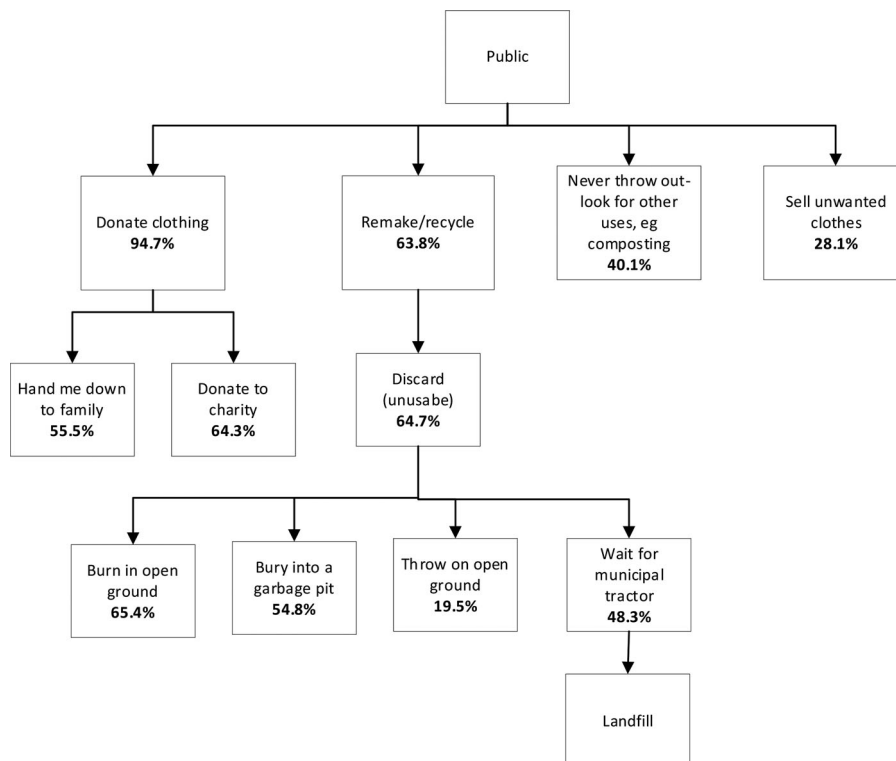 Public
Donate clothing
94.7%
Remake/recycle
63.8%
Never throw out-
look for other
uses, eg
composting
40.1%
Sell unwanted
clothes
28.1%
Hand me down
to family
55.5%
Donate to
charity
64.3%
Discard
(unusabe)
64.7%
Burn in open
ground
65.4%
Bury into a
garbage pit
54.8%
Throw on open
ground
19.5%
Wait for
municipal
tractor
48.3%
Landfill